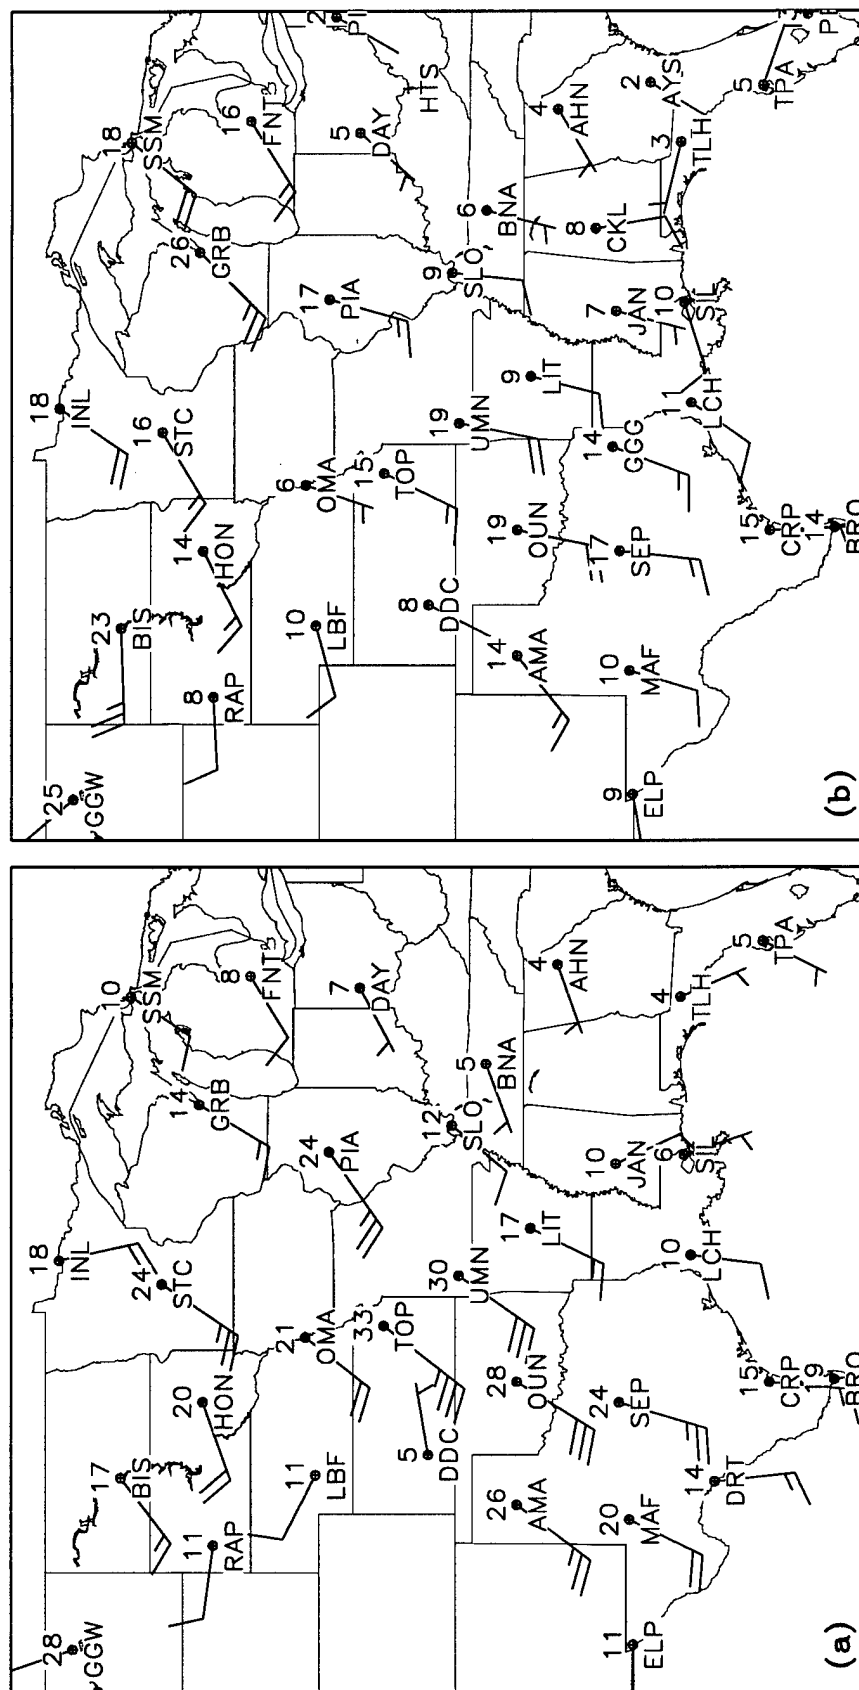 25
GGW
23
BIS
18
INL
16
STC
14
HON
8
RAP
18
SSM
26
GRB
16
FNT
10
LBF
6
OMA
17
PIA
5
DAY
HTS
2
15
TOP
8
DDC
19
UMN
9
SLO
6
BNA
14
AMA
19
OUN
9
LIT
4
AHN
8
CKL
2
AYS
10
MAF
17
SEP
14
GGG
7
JAN
3
TLH
9
ELP
11
LCH
10
SIL
5
TPA
15
CRP
14
BRO
(b)
28
GGW
17
BIS
18
INL
24
STC
20
HON
11
RAP
10
SSM
14
GRB
8
FNT
11
LBF
21
OMA
24
PIA
7
DAY
33
TOP
5
DDC
30
UMN
12
SLO
5
BNA
26
AMA
28
OUN
17
LIT
4
AHN
20
MAF
24
SEP
10
JAN
4
TLH
11
ELP
14
DRT
10
LCH
6
SIL
5
TPA
15
CRP
19
BRO
(a)